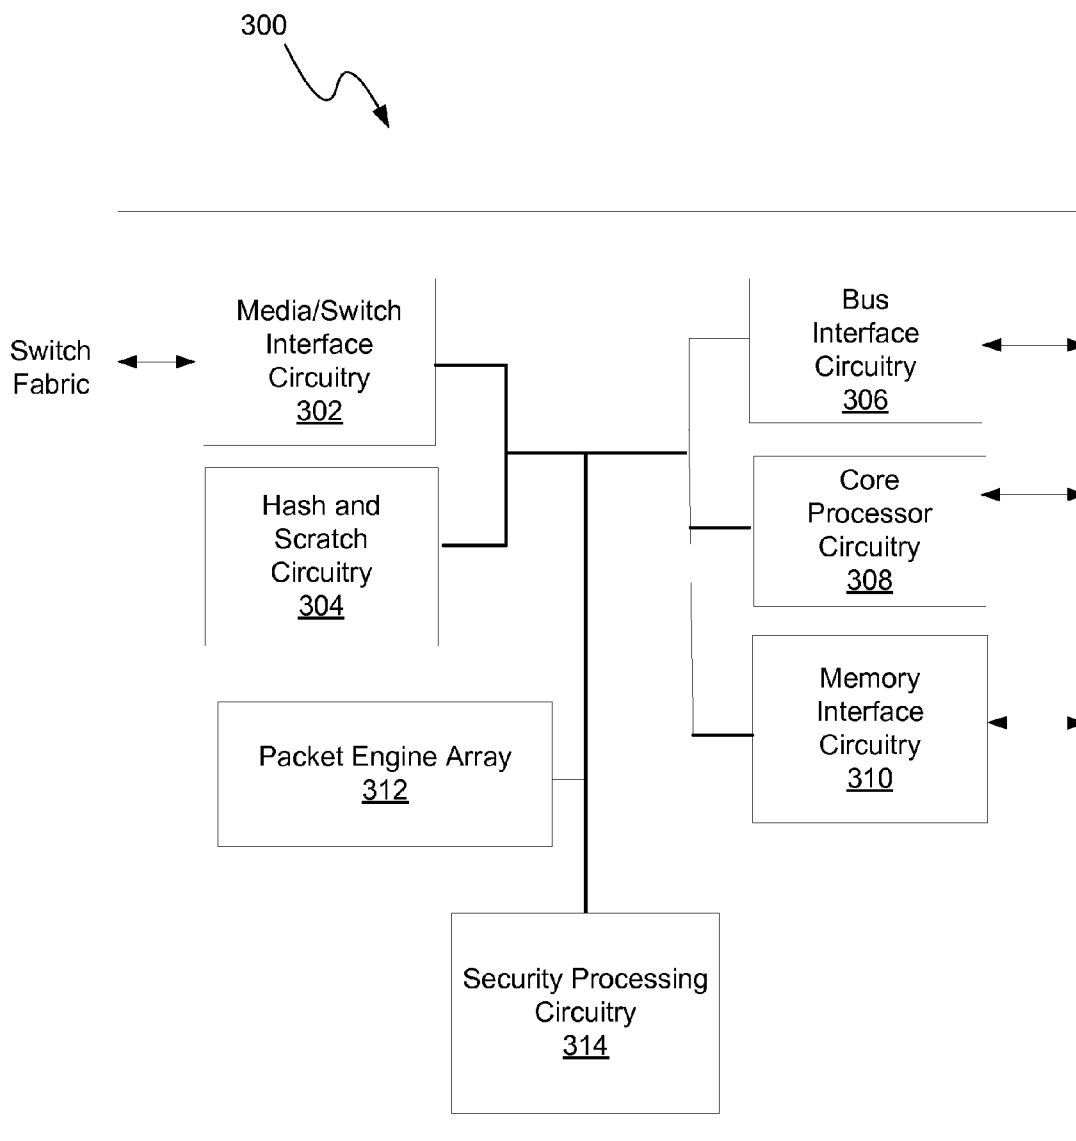 300
Media/Switch
Interface
Circuitry
302
Switch
Fabric
Hash and
Scratch
Circuitry
304
Bus
Interface
Circuitry
306
Core
Processor
Circuitry
308
Memory
Interface
Circuitry
310
Packet Engine Array
312
Security Processing
Circuitry
314